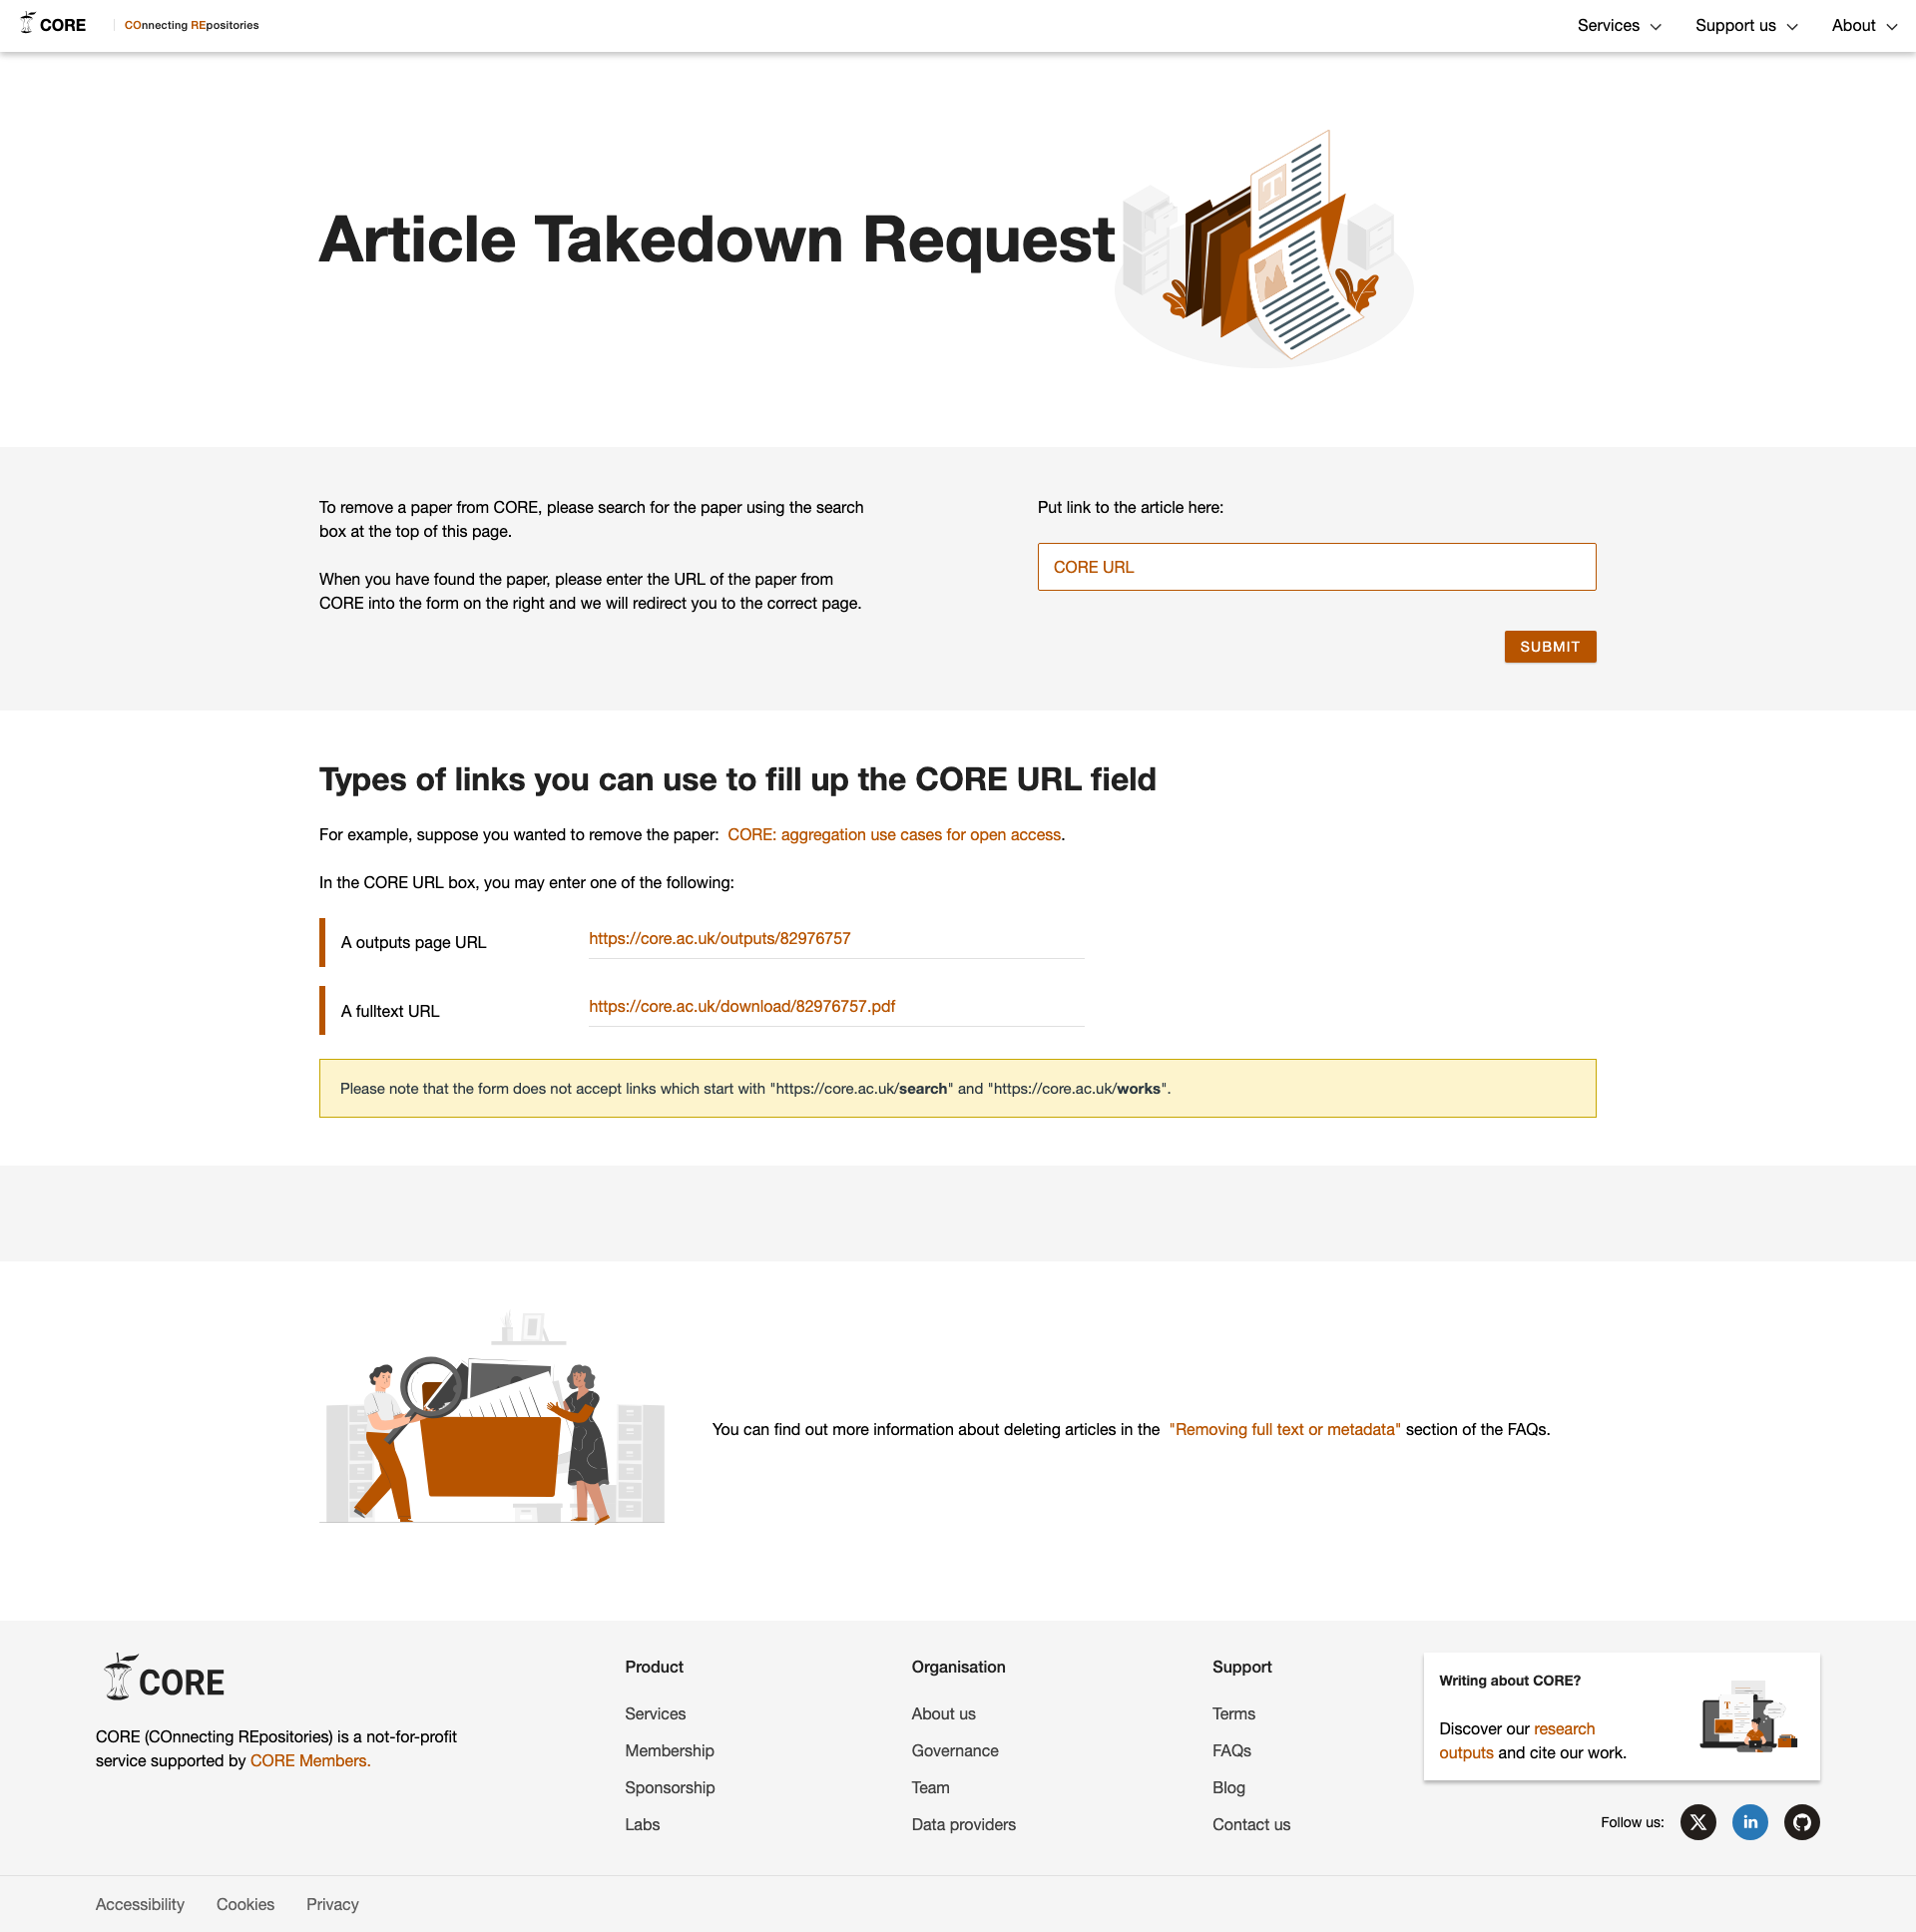 CORE
COnnecting REpositories
Services
Support us
About
Article Takedown Request
To remove a paper from CORE, please search for the paper using the search
box at the top of this page.
When you have found the paper, please enter the URL of the paper from
CORE into the form on the right and we will redirect you to the correct page.
Put link to the article here:
CORE URL
SUBMIT
Types of links you can use to fill up the CORE URL field
For example, suppose you wanted to remove the paper: CORE: aggregation use cases for open access.
In the CORE URL box, you may enter one of the following:
A outputs page URL
https://core.ac.uk/outputs/82976757
A fulltext URL
https://core.ac.uk/download/82976757.pdf
Please note that the form does not accept links which start with "https://core.ac.uk/search" and "https://core.ac.uk/works".
You can find out more information about deleting articles in the "Removing full text or metadata" section of the FAQs.
CORE
CORE (COnnecting REpositories) is a not-for-profit
service supported by CORE Members.
Product
Services
Membership
Sponsorship
Labs
Organisation
About us
Governance
Team
Data providers
Support
Terms
FAQs
Blog
Contact us
Writing about CORE?
Discover our research
outputs and cite our work.
Follow us:
Accessibility
Cookies
Privacy